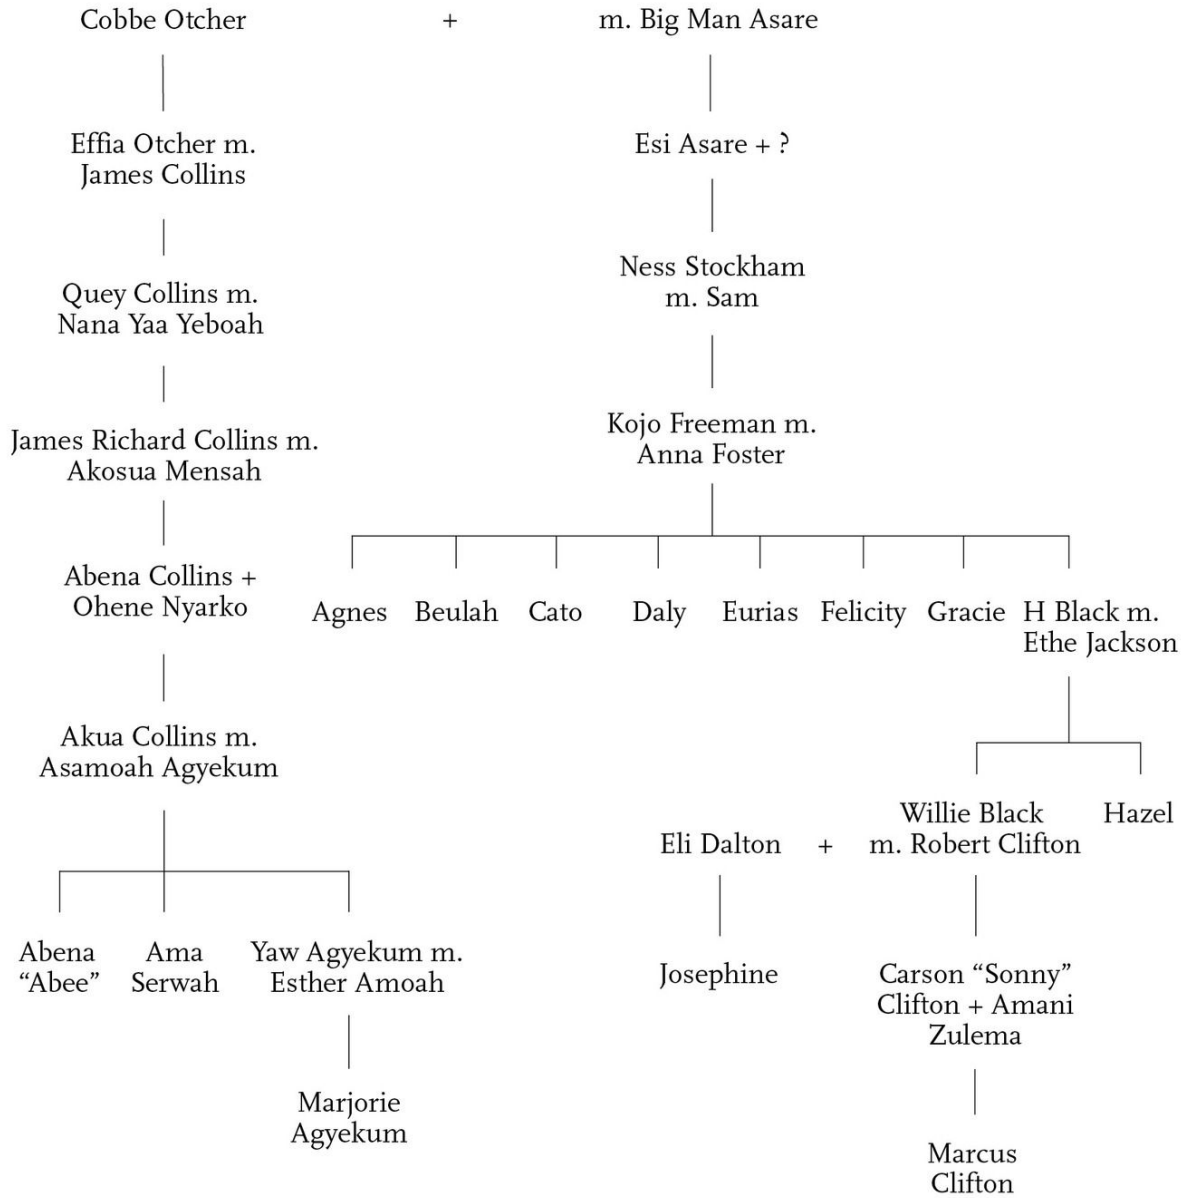 Cobbe Otcher + m. Big Man Asare
Effia Otcher m.
James Collins
Esi Asare + ?
Quey Collins m.
Nana Yaa Yeboah
Ness Stockham
m. Sam
James Richard Collins m.
Akosua Mensah
Kojo Freeman m.
Anna Foster
Abena Collins +
Ohene Nyarko
Agnes Beulah Cato Daly Eurias Felicity Gracie H Black m.
Ethe Jackson
Akua Collins m.
Asamoah Agyekum
Willie Black Hazel
Eli Dalton + m. Robert Clifton
Abena
“Abee”
Ama
Serwah
Yaw Agyekum m.
Esther Amoah
Josephine
Carson “Sonny”
Clifton + Amani
Zulema
Marjorie
Agyekum
Marcus
Clifton